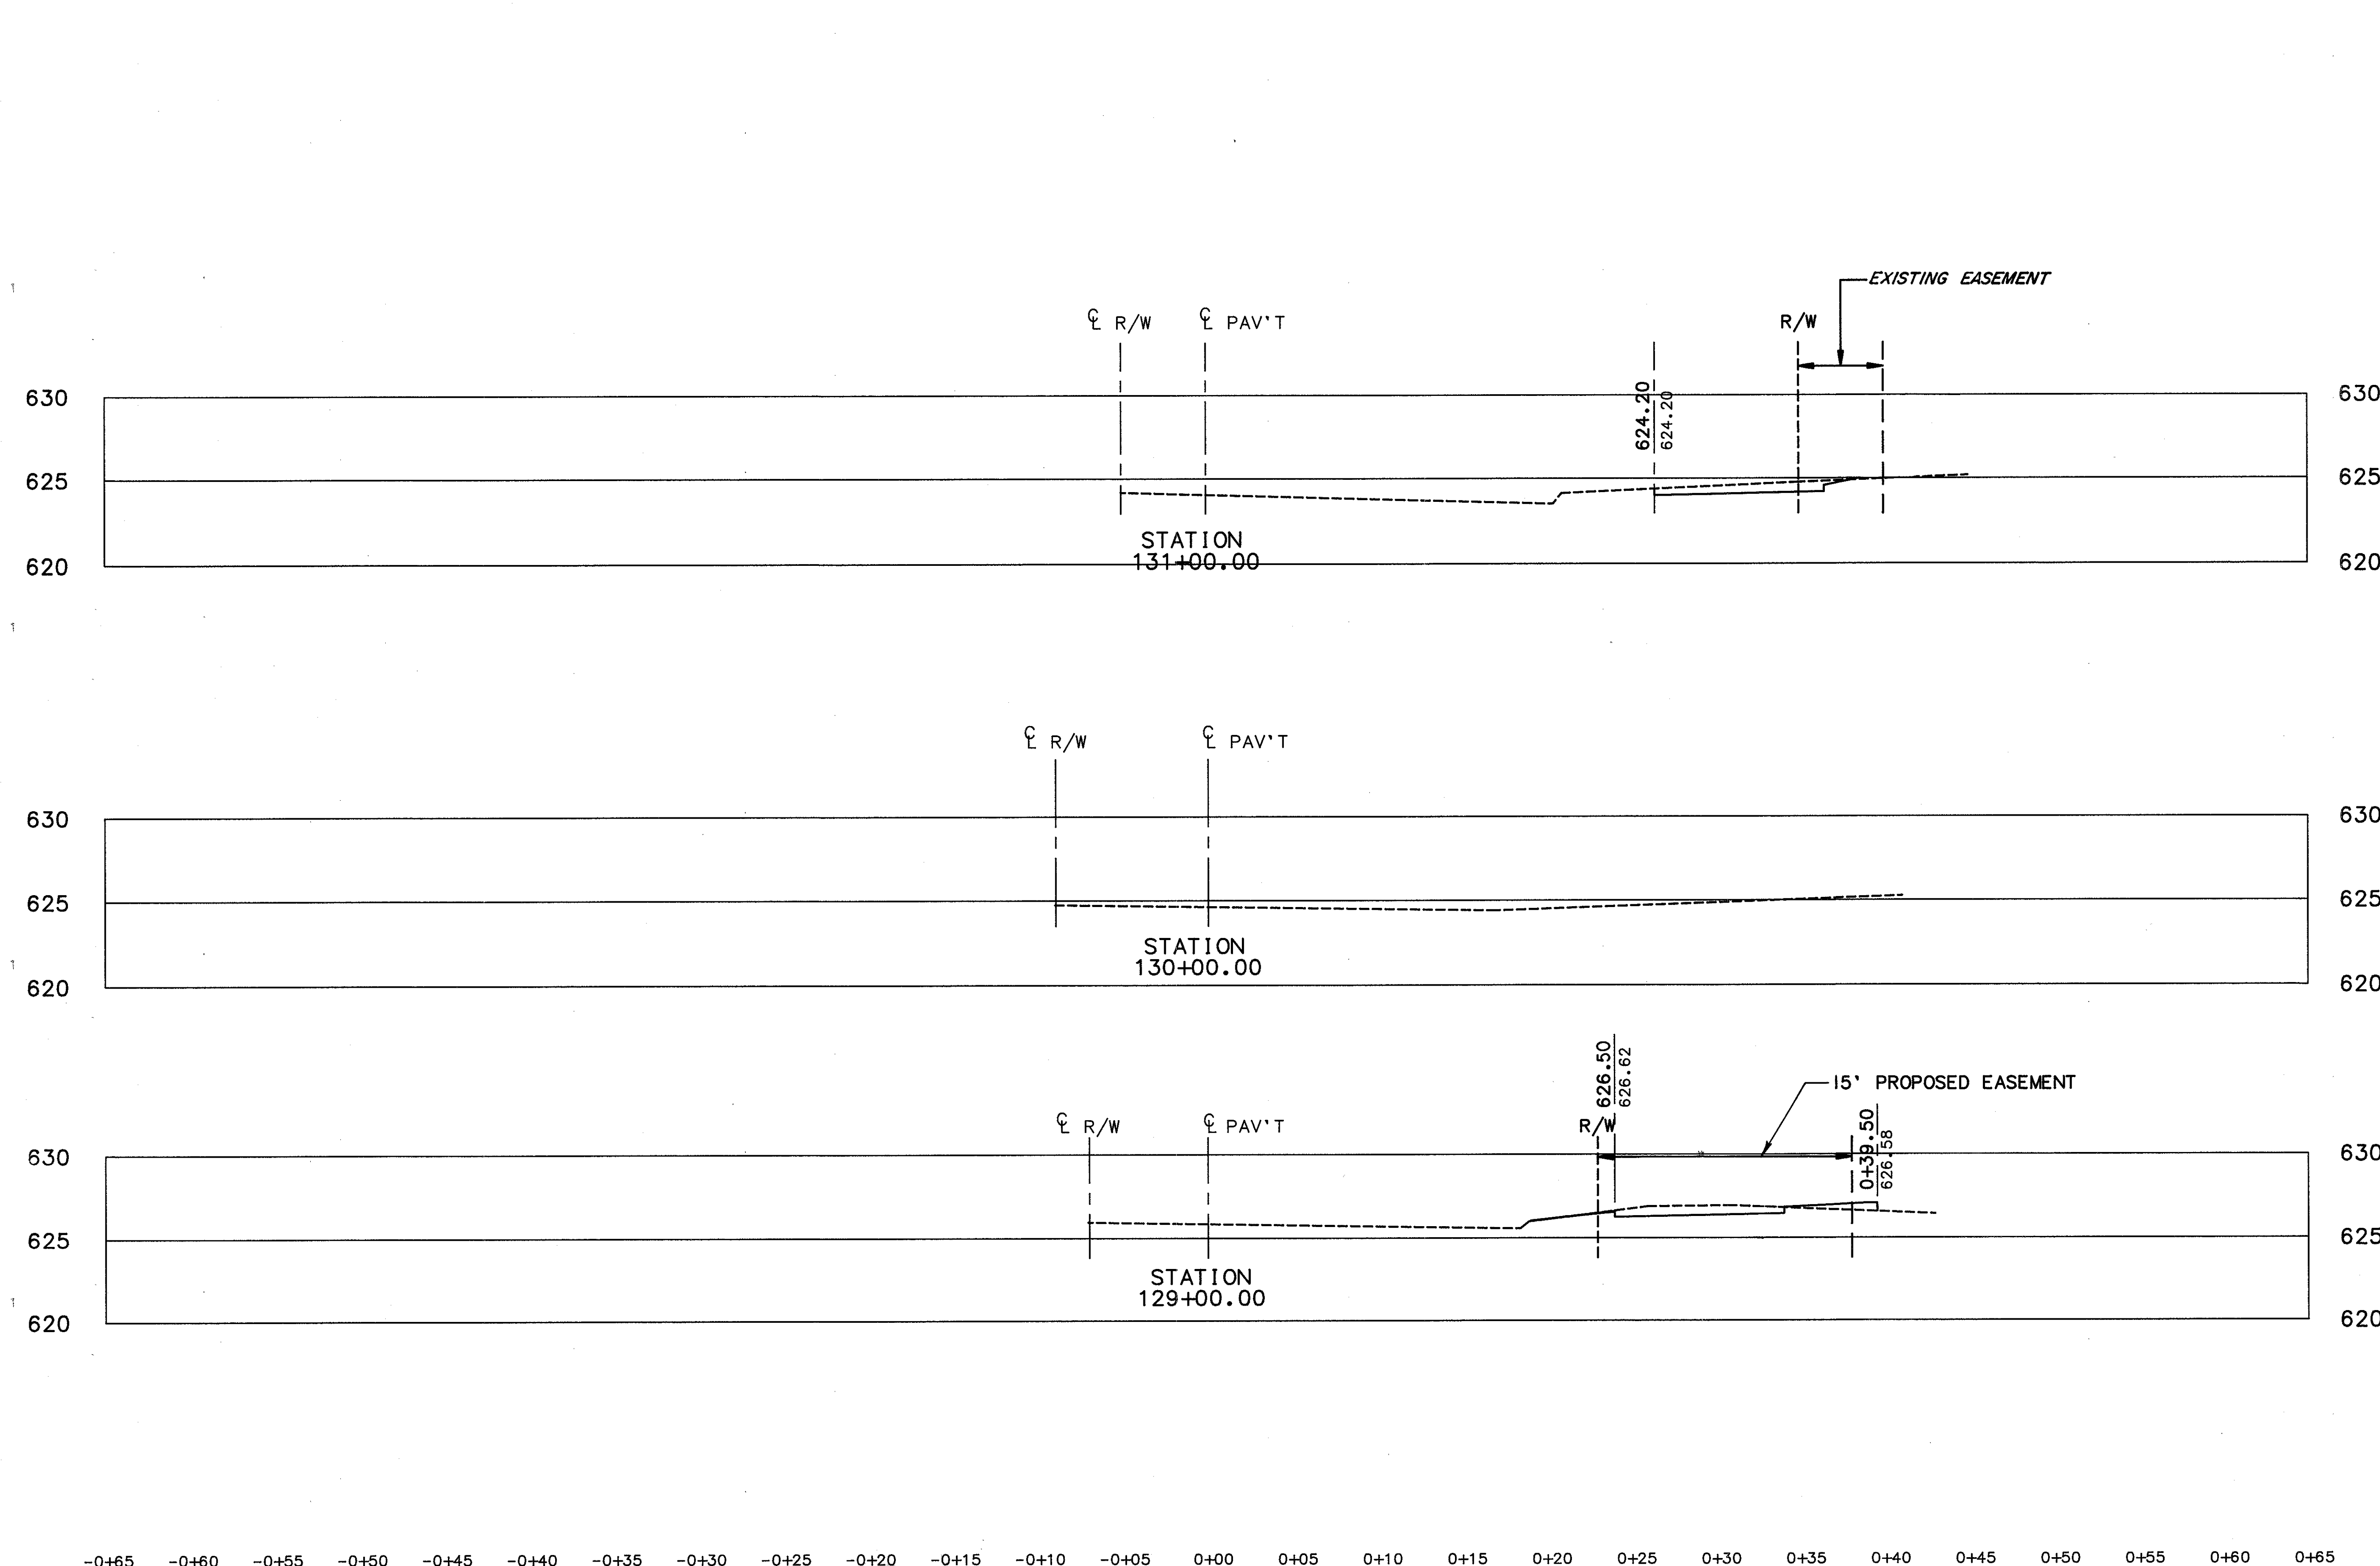 EXISTING EASEMENT
℄ R/W ℄ PAV'T R/W
624.20
624.20
630 630
625 625
STATION
131+00.00
620 620
℄ R/W ℄ PAV'T
630 630
625 625
STATION
130+00.00
620 620
626.50
626.62
15' PROPOSED EASEMENT
℄ R/W ℄ PAV'T R/W
0+39.50
626.58
630 630
625 625
STATION
129+00.00
620 620
-0+65 -0+60 -0+55 -0+50 -0+45 -0+40 -0+35 -0+30 -0+25 -0+20 -0+15 -0+10 -0+05 0+00 0+05 0+10 0+15 0+20 0+25 0+30 0+35 0+40 0+45 0+50 0+55 0+60 0+65